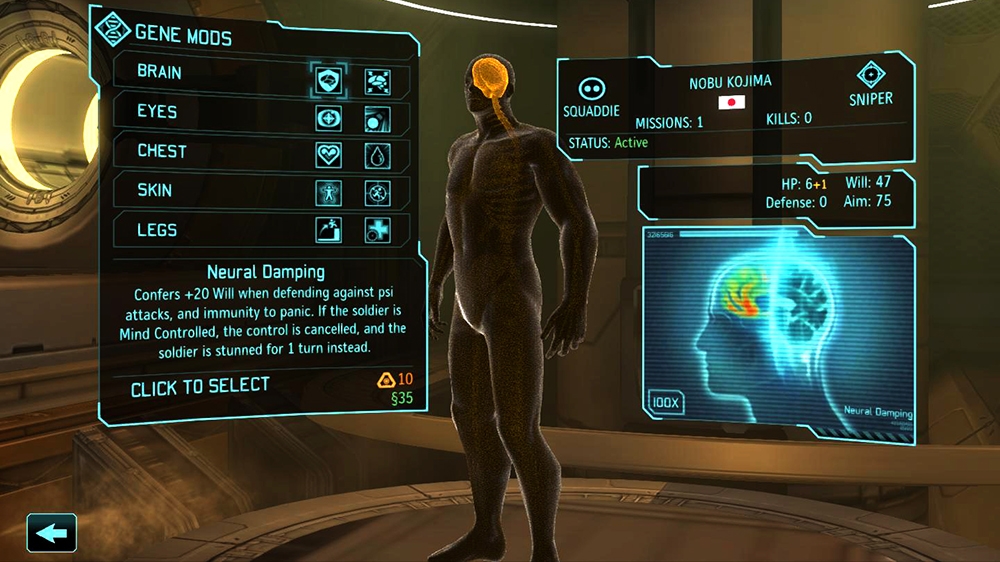 GENE MODS
BRAIN
EYES
CHEST
SKIN
LEGS
Neural Damping
Confers +20 Will when defending against psi
attacks, and immunity to panic. If the soldier is
Mind Controlled, the control is cancelled, and the
soldier is stunned for 1 turn instead.
CLICK TO SELECT
10
§35
NOBU KOJIMA
SQUADDIE
SNIPER
MISSIONS: 1
KILLS: 0
STATUS: Active
HP: 6+1 Will: 47
Defense: 0 Aim: 75
100X
Neural Damping